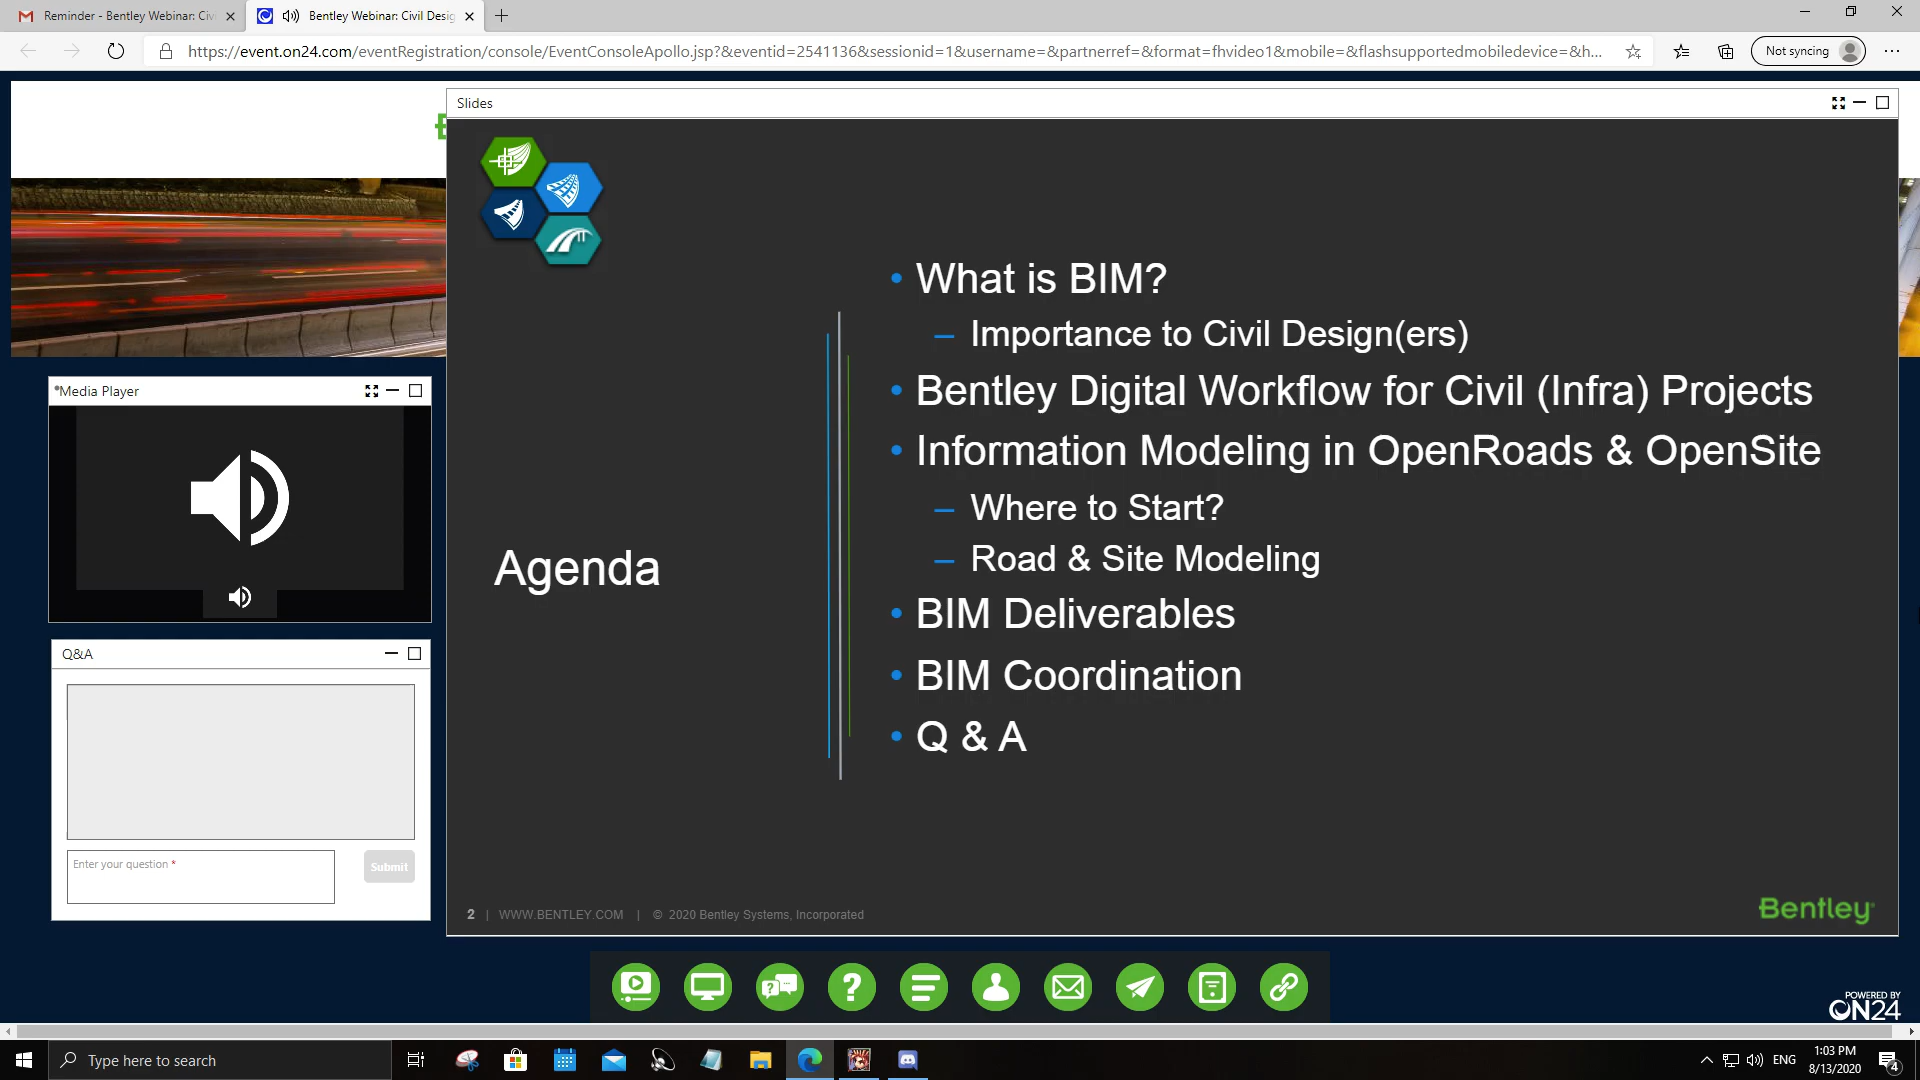 Reminder - Bentley Webinar: Civ
Bentley Webinar: Civil Desig
https://event.on24.com/eventRegistration/console/EventConsoleApollo.jsp?&eventid=2541136&sessionid=1&username=&partnerref=&format=fhvideo1&mobile=&flashsupportedmobiledevice=&h...
Not syncing
Slides
What is BIM?
– Importance to Civil Design(ers)
Bentley Digital Workflow for Civil (Infra) Projects
Information Modeling in OpenRoads & OpenSite
– Where to Start?
– Road & Site Modeling
Agenda
BIM Deliverables
BIM Coordination
Q & A
2 | WWW.BENTLEY.COM | © 2020 Bentley Systems, Incorporated
Bentley
*Media Player
Q&A
Enter your question *
Submit
POWERED BY
ON24
Type here to search
ENG
1:03 PM
8/13/2020
4